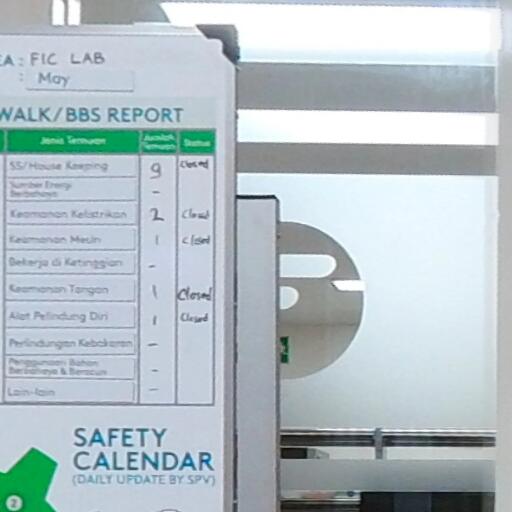 EA : FIC LAB
: May
WALK/BBS REPORT
Jenis Temuan Jumlah Temuan Status
5S/House Keeping 9 Closed
Sumber Energi Berbahaya -
Keamanan Kelistrikan 2 Closed
Keamanan Mesin 1 Closed
Bekerja di Ketinggian -
Keamanan Tangan 1 Closed
Alat Pelindung Diri 1 Closed
Perlindungan Kebakaran -
Penggunaan Bahan Berbahaya & Beracun -
Lain-lain -
SAFETY
CALENDAR
(DAILY UPDATE BY SPV)
2